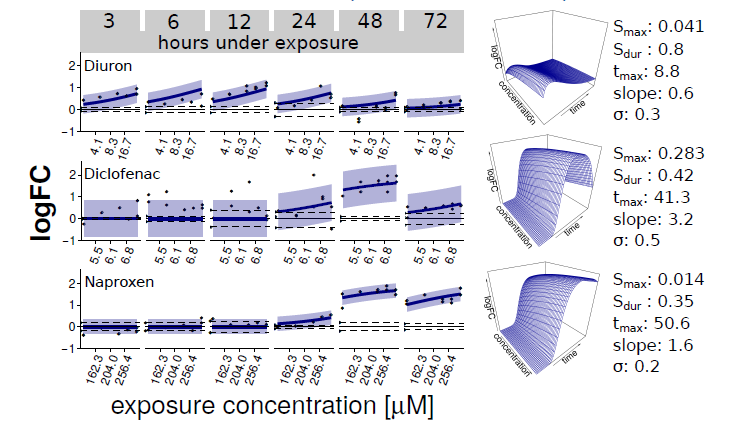 3 6 12 24 48 72
hours under exposure
logFC
Diuron
2
1
0
−1
4.1 8.3 16.7 4.1 8.3 16.7 4.1 8.3 16.7 4.1 8.3 16.7 4.1 8.3 16.7 4.1 8.3 16.7
logFC
concentration
time
Smax: 0.041
Sdur : 0.8
tmax: 8.8
slope: 0.6
σ: 0.3
Diclofenac
2
1
0
−1
5.5 6.1 6.8 5.5 6.1 6.8 5.5 6.1 6.8 5.5 6.1 6.8 5.5 6.1 6.8 5.5 6.1 6.8
logFC
concentration
time
Smax: 0.283
Sdur : 0.42
tmax: 41.3
slope: 3.2
σ: 0.5
Naproxen
2
1
0
−1
162.3 204.0 256.4 162.3 204.0 256.4 162.3 204.0 256.4 162.3 204.0 256.4 162.3 204.0 256.4 162.3 204.0 256.4
logFC
concentration
time
Smax: 0.014
Sdur : 0.35
tmax: 50.6
slope: 1.6
σ: 0.2
exposure concentration [µM]